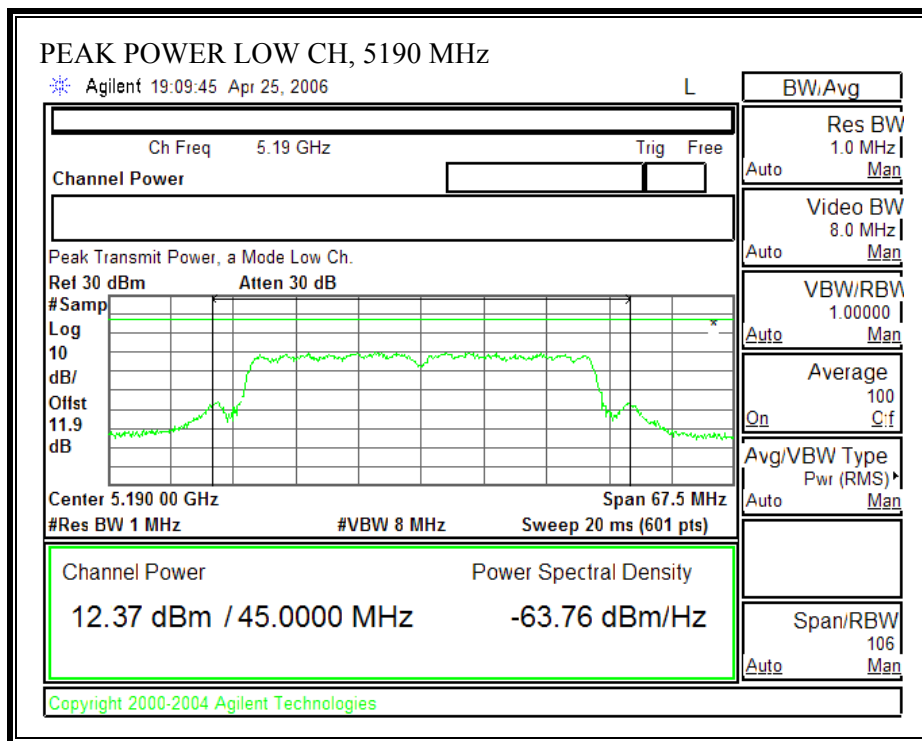 PEAK POWER LOW CH, 5190 MHz
Agilent 19:09:45 Apr 25, 2006 L
BW/Avg
Ch Freq 5.19 GHz Trig Free
Channel Power
Res BW
1.0 MHz
Auto Man
Video BW
8.0 MHz
Auto Man
Peak Transmit Power, a Mode Low Ch.
Ref 30 dBm Atten 30 dB
#Samp
Log
10
dB/
Offst
11.9
dB
VBW/RBW
1.00000
Auto Man
Average
100
On Off
Avg/VBW Type
Pwr (RMS)
Auto Man
Center 5.190 00 GHz Span 67.5 MHz
#Res BW 1 MHz #VBW 8 MHz Sweep 20 ms (601 pts)
Channel Power Power Spectral Density
12.37 dBm / 45.0000 MHz -63.76 dBm/Hz
Span/RBW
106
Auto Man
Copyright 2000-2004 Agilent Technologies